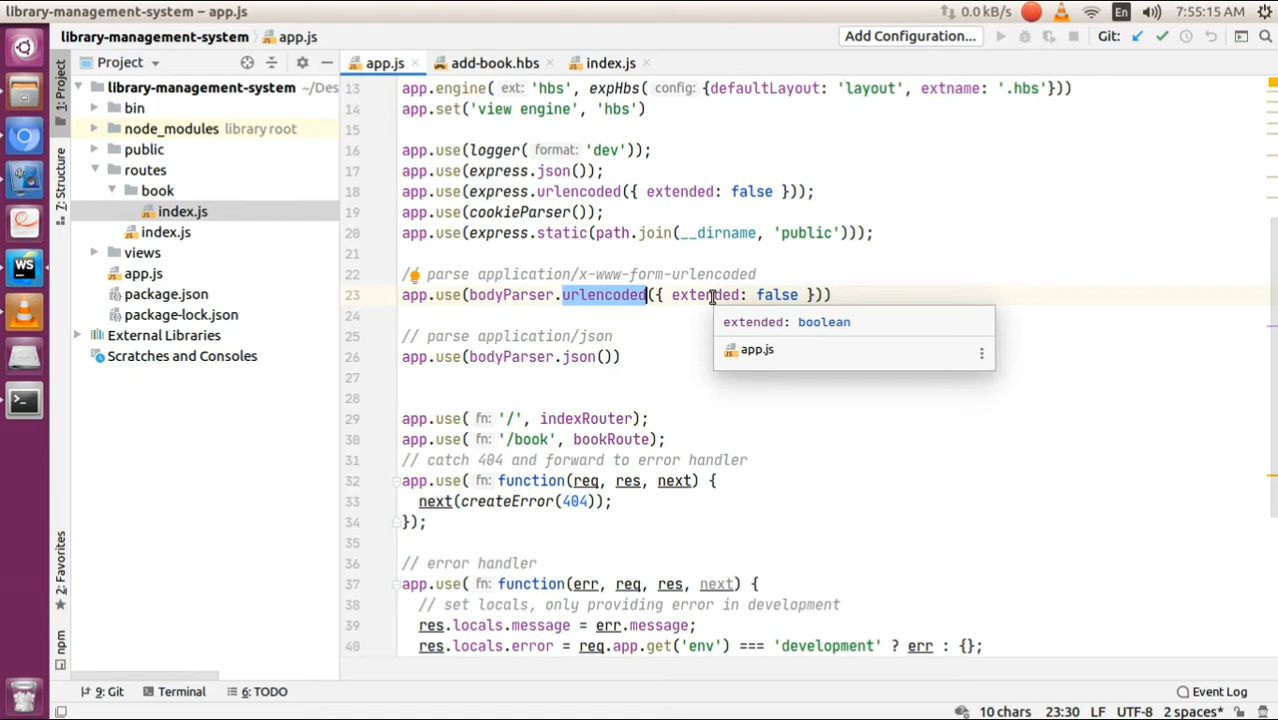 library-management-system – app.js
0.0 kB/s En 7:55:15 AM
library-management-system app.js
Add Configuration...
Git:
1: Project
7: Structure
2: Favorites
npm
Project
library-management-system ~/Des
bin
node_modules library root
public
routes
book
index.js
index.js
views
app.js
package.json
package-lock.json
External Libraries
Scratches and Consoles
app.js
add-book.hbs
index.js
13 app.engine( ext: 'hbs', expHbs( config: {defaultLayout: 'layout', extname: '.hbs'}))
14 app.set('view engine', 'hbs')
15
16 app.use(logger( format: 'dev'));
17 app.use(express.json());
18 app.use(express.urlencoded({ extended: false }));
19 app.use(cookieParser());
20 app.use(express.static(path.join(__dirname, 'public')));
21
22 / parse application/x-www-form-urlencoded
23 app.use(bodyParser.urlencoded({ extended: false }))
24
25 // parse application/json
26 app.use(bodyParser.json())
27
28
29 app.use( fn: '/', indexRouter);
30 app.use( fn: '/book', bookRoute);
31 // catch 404 and forward to error handler
32 app.use( fn: function(req, res, next) {
33 next(createError(404));
34 });
35
36 // error handler
37 app.use( fn: function(err, req, res, next) {
38 // set locals, only providing error in development
39 res.locals.message = err.message;
40 res.locals.error = req.app.get('env') === 'development' ? err : {};
extended: boolean
app.js
9: Git
Terminal
6: TODO
Event Log
10 chars 23:30 LF UTF-8 2 spaces*